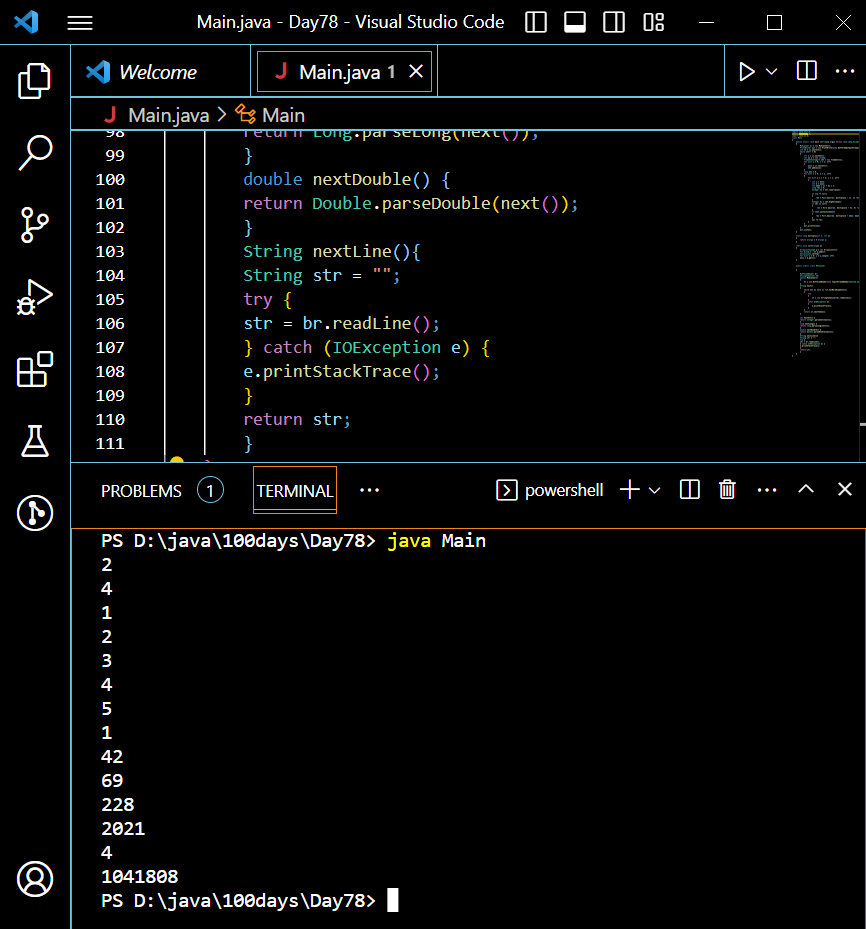 Main.java - Day78 - Visual Studio Code
Welcome
J Main.java 1
J Main.java > Main
98 return Long.parseLong(next());
99 }
100 double nextDouble() {
101 return Double.parseDouble(next());
102 }
103 String nextLine(){
104 String str = "";
105 try {
106 str = br.readLine();
107 } catch (IOException e) {
108 e.printStackTrace();
109 }
110 return str;
111 }
PROBLEMS 1 TERMINAL ··· powershell
PS D:\java\100days\Day78> java Main
2
4
1
2
3
4
5
1
42
69
228
2021
4
1041808
PS D:\java\100days\Day78>